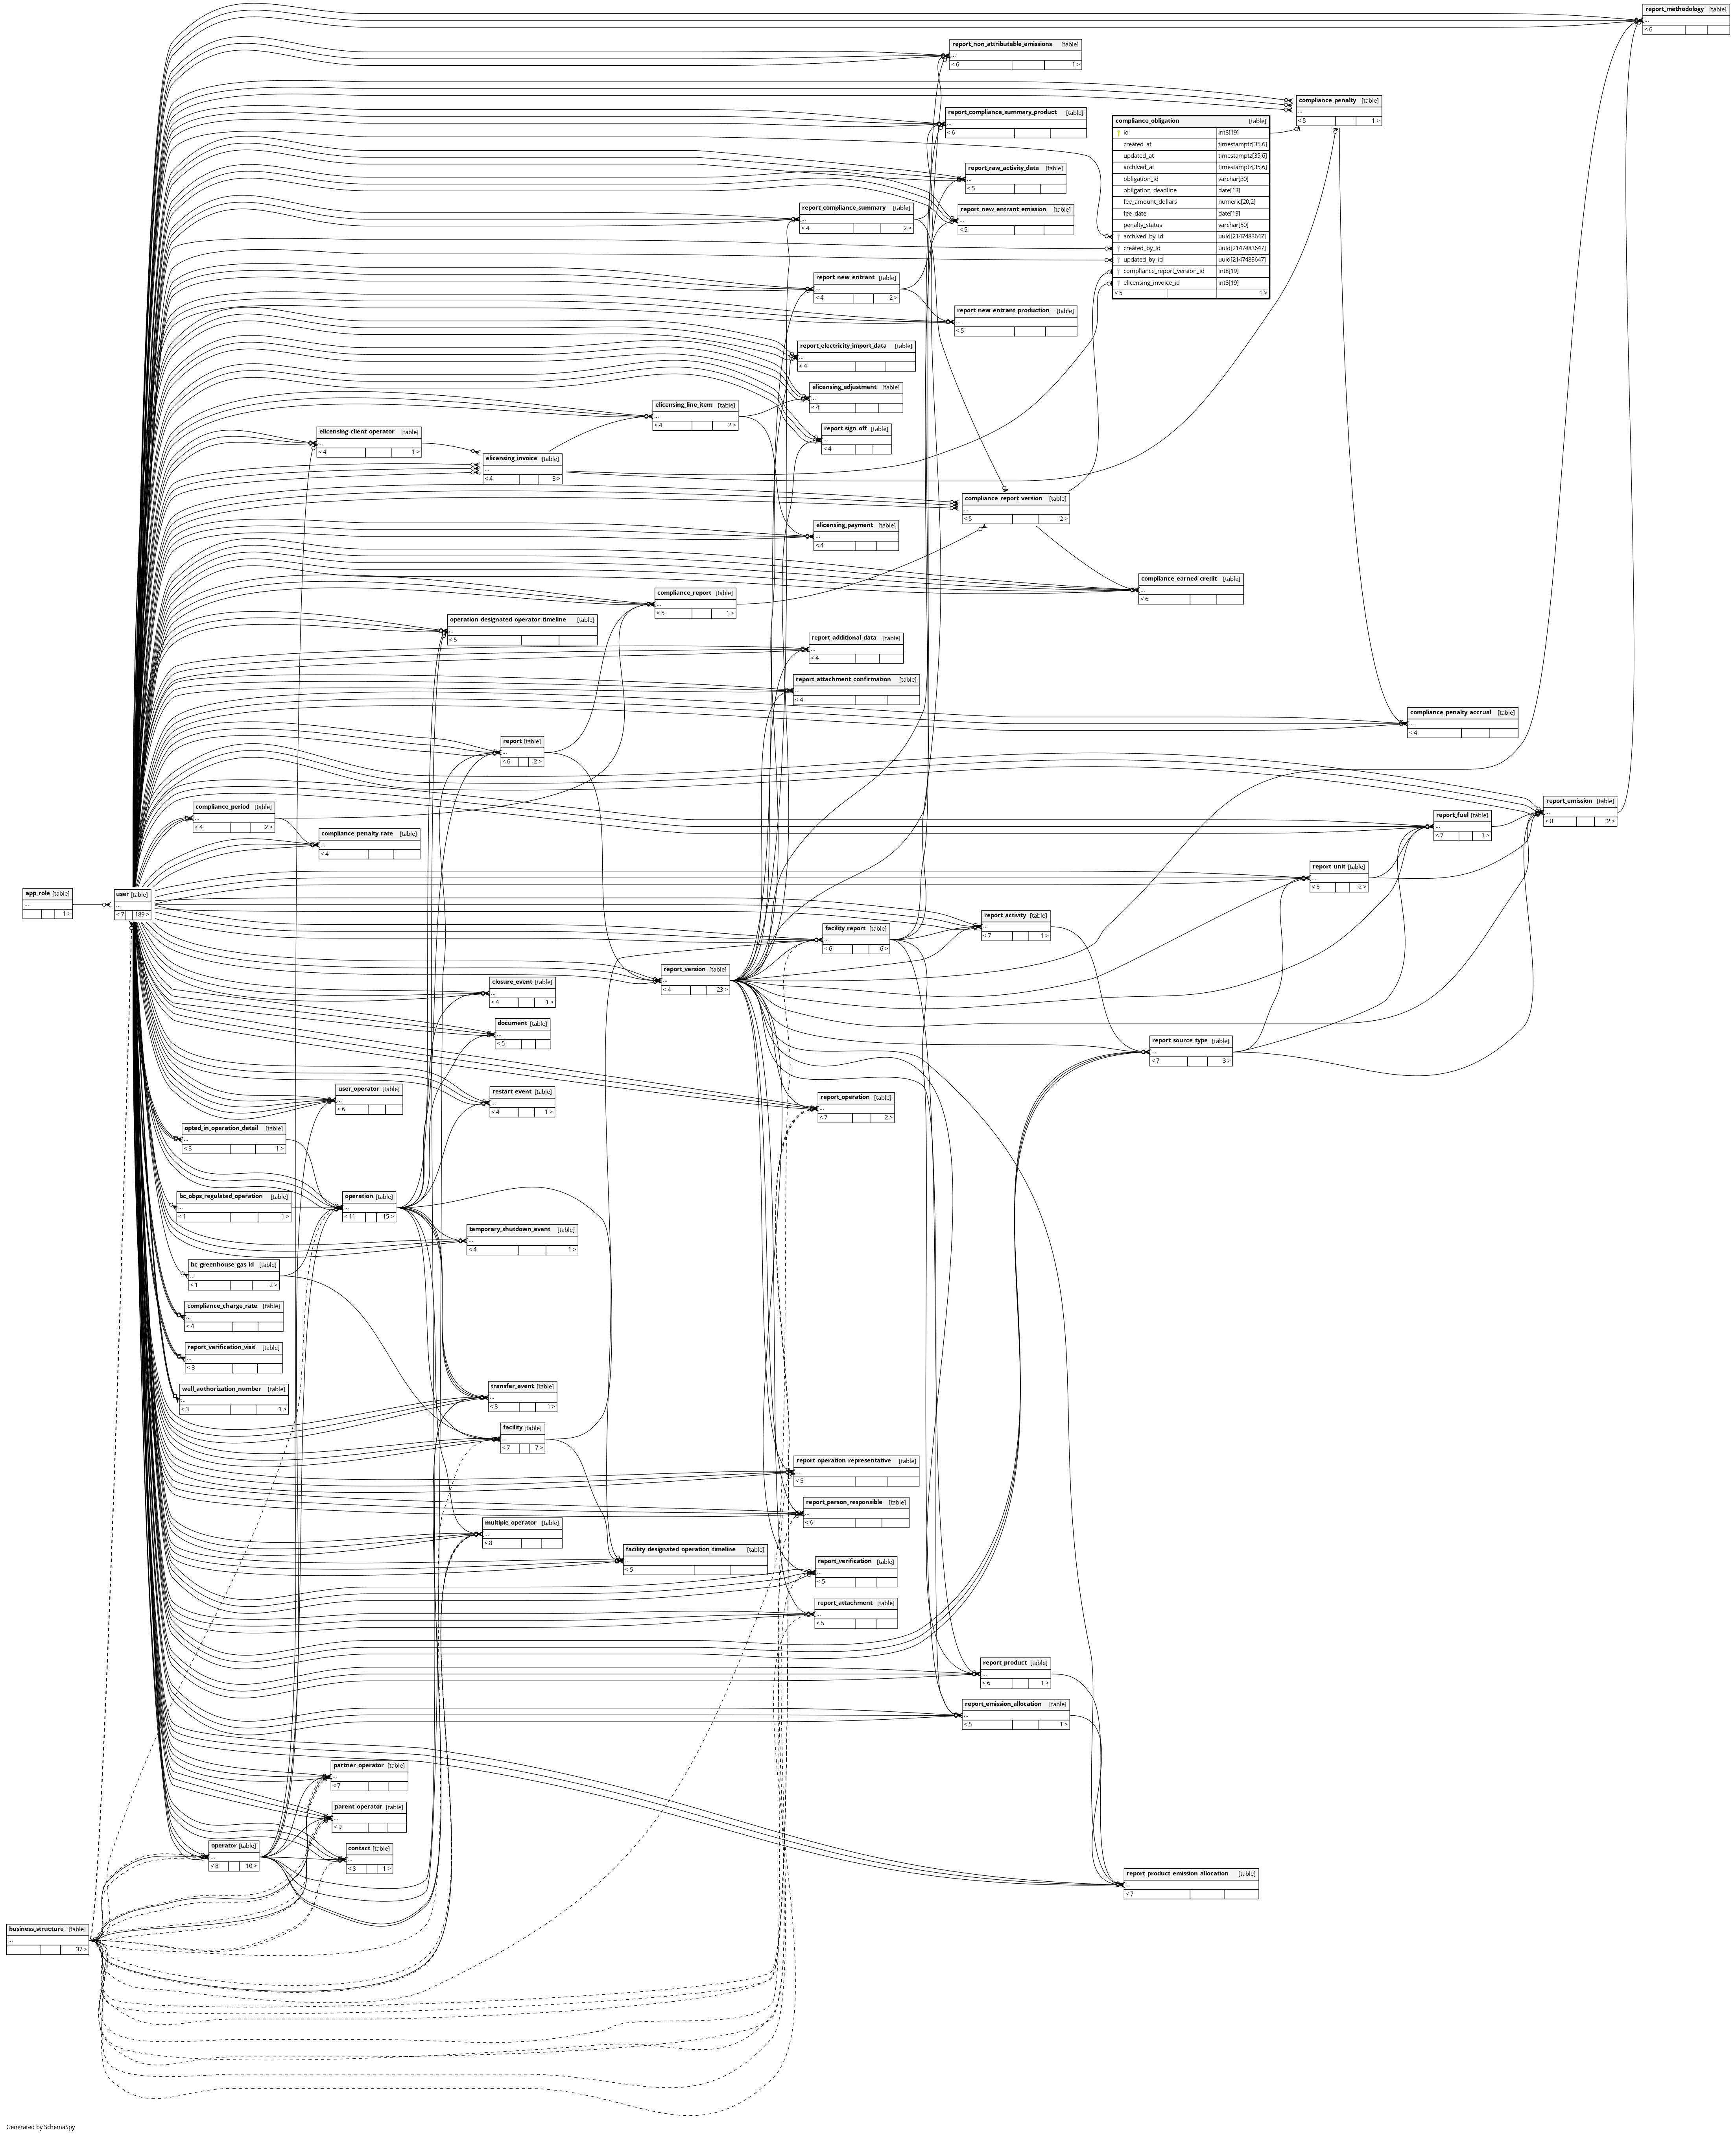 report_methodology [table]
...
< 6
report_non_attributable_emissions [table]
...
< 6 1 >
compliance_penalty [table]
...
< 5 1 >
report_compliance_summary_product [table]
...
< 6
compliance_obligation [table]
id int8[19]
created_at timestamptz[35,6]
updated_at timestamptz[35,6]
archived_at timestamptz[35,6]
obligation_id varchar[30]
obligation_deadline date[13]
fee_amount_dollars numeric[20,2]
fee_date date[13]
penalty_status varchar[50]
archived_by_id uuid[2147483647]
created_by_id uuid[2147483647]
updated_by_id uuid[2147483647]
compliance_report_version_id int8[19]
elicensing_invoice_id int8[19]
< 5 1 >
report_raw_activity_data [table]
...
< 5
report_compliance_summary [table]
...
< 4 2 >
report_new_entrant_emission [table]
...
< 5
report_new_entrant [table]
...
< 4 2 >
report_new_entrant_production [table]
...
< 5
report_electricity_import_data [table]
...
< 4
elicensing_adjustment [table]
...
< 4
elicensing_line_item [table]
...
< 4 2 >
report_sign_off [table]
...
< 4
elicensing_client_operator [table]
...
< 4 1 >
elicensing_invoice [table]
...
< 4 3 >
compliance_report_version [table]
...
< 5 2 >
elicensing_payment [table]
...
< 4
compliance_earned_credit [table]
...
< 6
compliance_report [table]
...
< 5 1 >
operation_designated_operator_timeline [table]
...
< 5
report_additional_data [table]
...
< 4
report_attachment_confirmation [table]
...
< 4
compliance_penalty_accrual [table]
...
< 4
report [table]
...
< 6 2 >
report_emission [table]
...
< 8 2 >
compliance_period [table]
...
< 4 2 >
report_fuel [table]
...
< 7 1 >
compliance_penalty_rate [table]
...
< 4
report_unit [table]
...
< 5 2 >
app_role [table]
...
1 >
user [table]
...
< 7 189 >
report_activity [table]
...
< 7 1 >
facility_report [table]
...
< 6 6 >
report_version [table]
...
< 4 23 >
closure_event [table]
...
< 4 1 >
document [table]
...
< 5
report_source_type [table]
...
< 7 3 >
user_operator [table]
...
< 6
restart_event [table]
...
< 4 1 >
report_operation [table]
...
< 7 2 >
opted_in_operation_detail [table]
...
< 3 1 >
bc_obps_regulated_operation [table]
...
< 1 1 >
operation [table]
...
< 11 15 >
temporary_shutdown_event [table]
...
< 4 1 >
bc_greenhouse_gas_id [table]
...
< 1 2 >
compliance_charge_rate [table]
...
< 4
report_verification_visit [table]
...
< 3
well_authorization_number [table]
...
< 3 1 >
transfer_event [table]
...
< 8 1 >
facility [table]
...
< 7 7 >
report_operation_representative [table]
...
< 5
report_person_responsible [table]
...
< 6
multiple_operator [table]
...
< 8
facility_designated_operation_timeline [table]
...
< 5
report_verification [table]
...
< 5
report_attachment [table]
...
< 5
report_product [table]
...
< 6 1 >
report_emission_allocation [table]
...
< 5 1 >
partner_operator [table]
...
< 7
parent_operator [table]
...
< 9
operator [table]
...
< 8 10 >
contact [table]
...
< 8 1 >
report_product_emission_allocation [table]
...
< 7
business_structure [table]
...
37 >
Generated by SchemaSpy